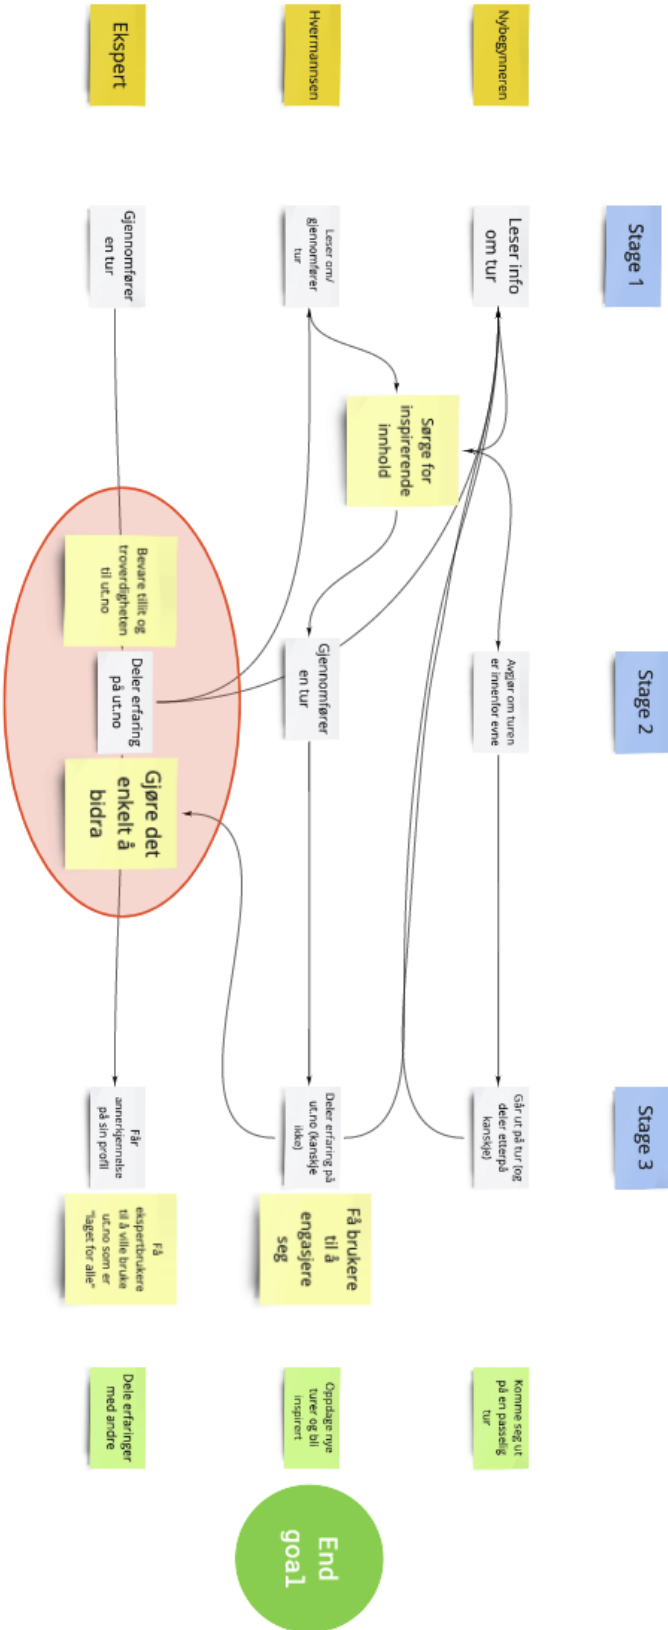 Stage 1
Stage 2
Stage 3
Nybegynneren
Leser info
om tur
Avgjør om turen
er innenfor evne
Går ut på tur (og
deler etterpå
kanskje)
Komme seg ut
på en passelig
tur
Sørge for
inspirerende
innhold
Hvermannsen
Leser om/
gjennomfører
tur
Gjennomfører
en tur
Deler erfaring på
ut.no (kanskje
ikke)
Få brukere
til å
engasjere
seg
Oppdage nye
turer og bli
inspirert
End
goal
Ekspert
Gjennomfører
en tur
Bevare tillit og
troverdigheten
til ut.no
Deler erfaring
på ut.no
Gjøre det
enkelt å
bidra
Får
annerkjennelse
på sin profil
Få
ekspertbrukere
til å ville bruke
ut.no som er
"laget for alle"
Dele erfaringer
med andre